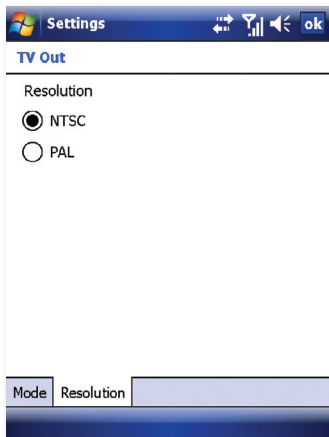 Settings ok
TV Out
Resolution
NTSC
PAL
Mode Resolution